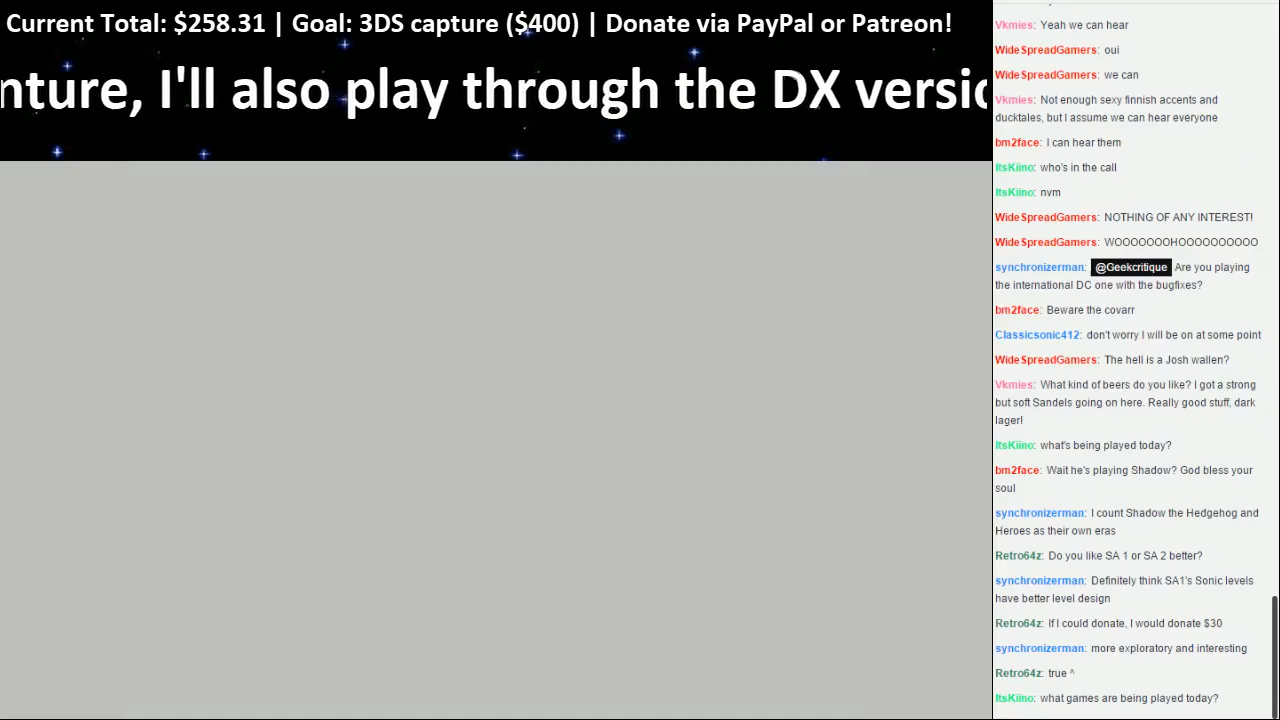 Current Total: $258.31 | Goal: 3DS capture ($400) | Donate via PayPal or Patreon!
I'll also play through the DX
Vkmies: Yeah we can hear
WideSpreadGamers: oui
WideSpreadGamers: we can
Vkmies: Not enough sexy finnish accents and
ducktales, but I assume we can hear everyone
bm2face: I can hear them
ItsKiino: who's in the call
ItsKiino: nvm
WideSpreadGamers: NOTHING OF ANY INTEREST!
WideSpreadGamers: WOOOOOOOHOOOOOOOOOO
synchronizerman: @Geekcritique Are you playing
the international DC one with the bugfixes?
bm2face: Beware the covarr
Classicsonic412: don't worry I will be on at some point
WideSpreadGamers: The hell is a Josh wallen?
Vkmies: What kind of beers do you like? I got a strong
but soft Sandels going on here. Really good stuff, dark
lager!
ItsKiino: what's being played today?
bm2face: Wait he's playing Shadow? God bless your
soul
synchronizerman: I count Shadow the Hedgehog and
Heroes as their own eras
Retro64z: Do you like SA 1 or SA 2 better?
synchronizerman: Definitely think SA1's Sonic levels
have better level design
Retro64z: If I could donate, I would donate $30
synchronizerman: more exploratory and interesting
Retro64z: true ^
ItsKiino: what games are being played today?